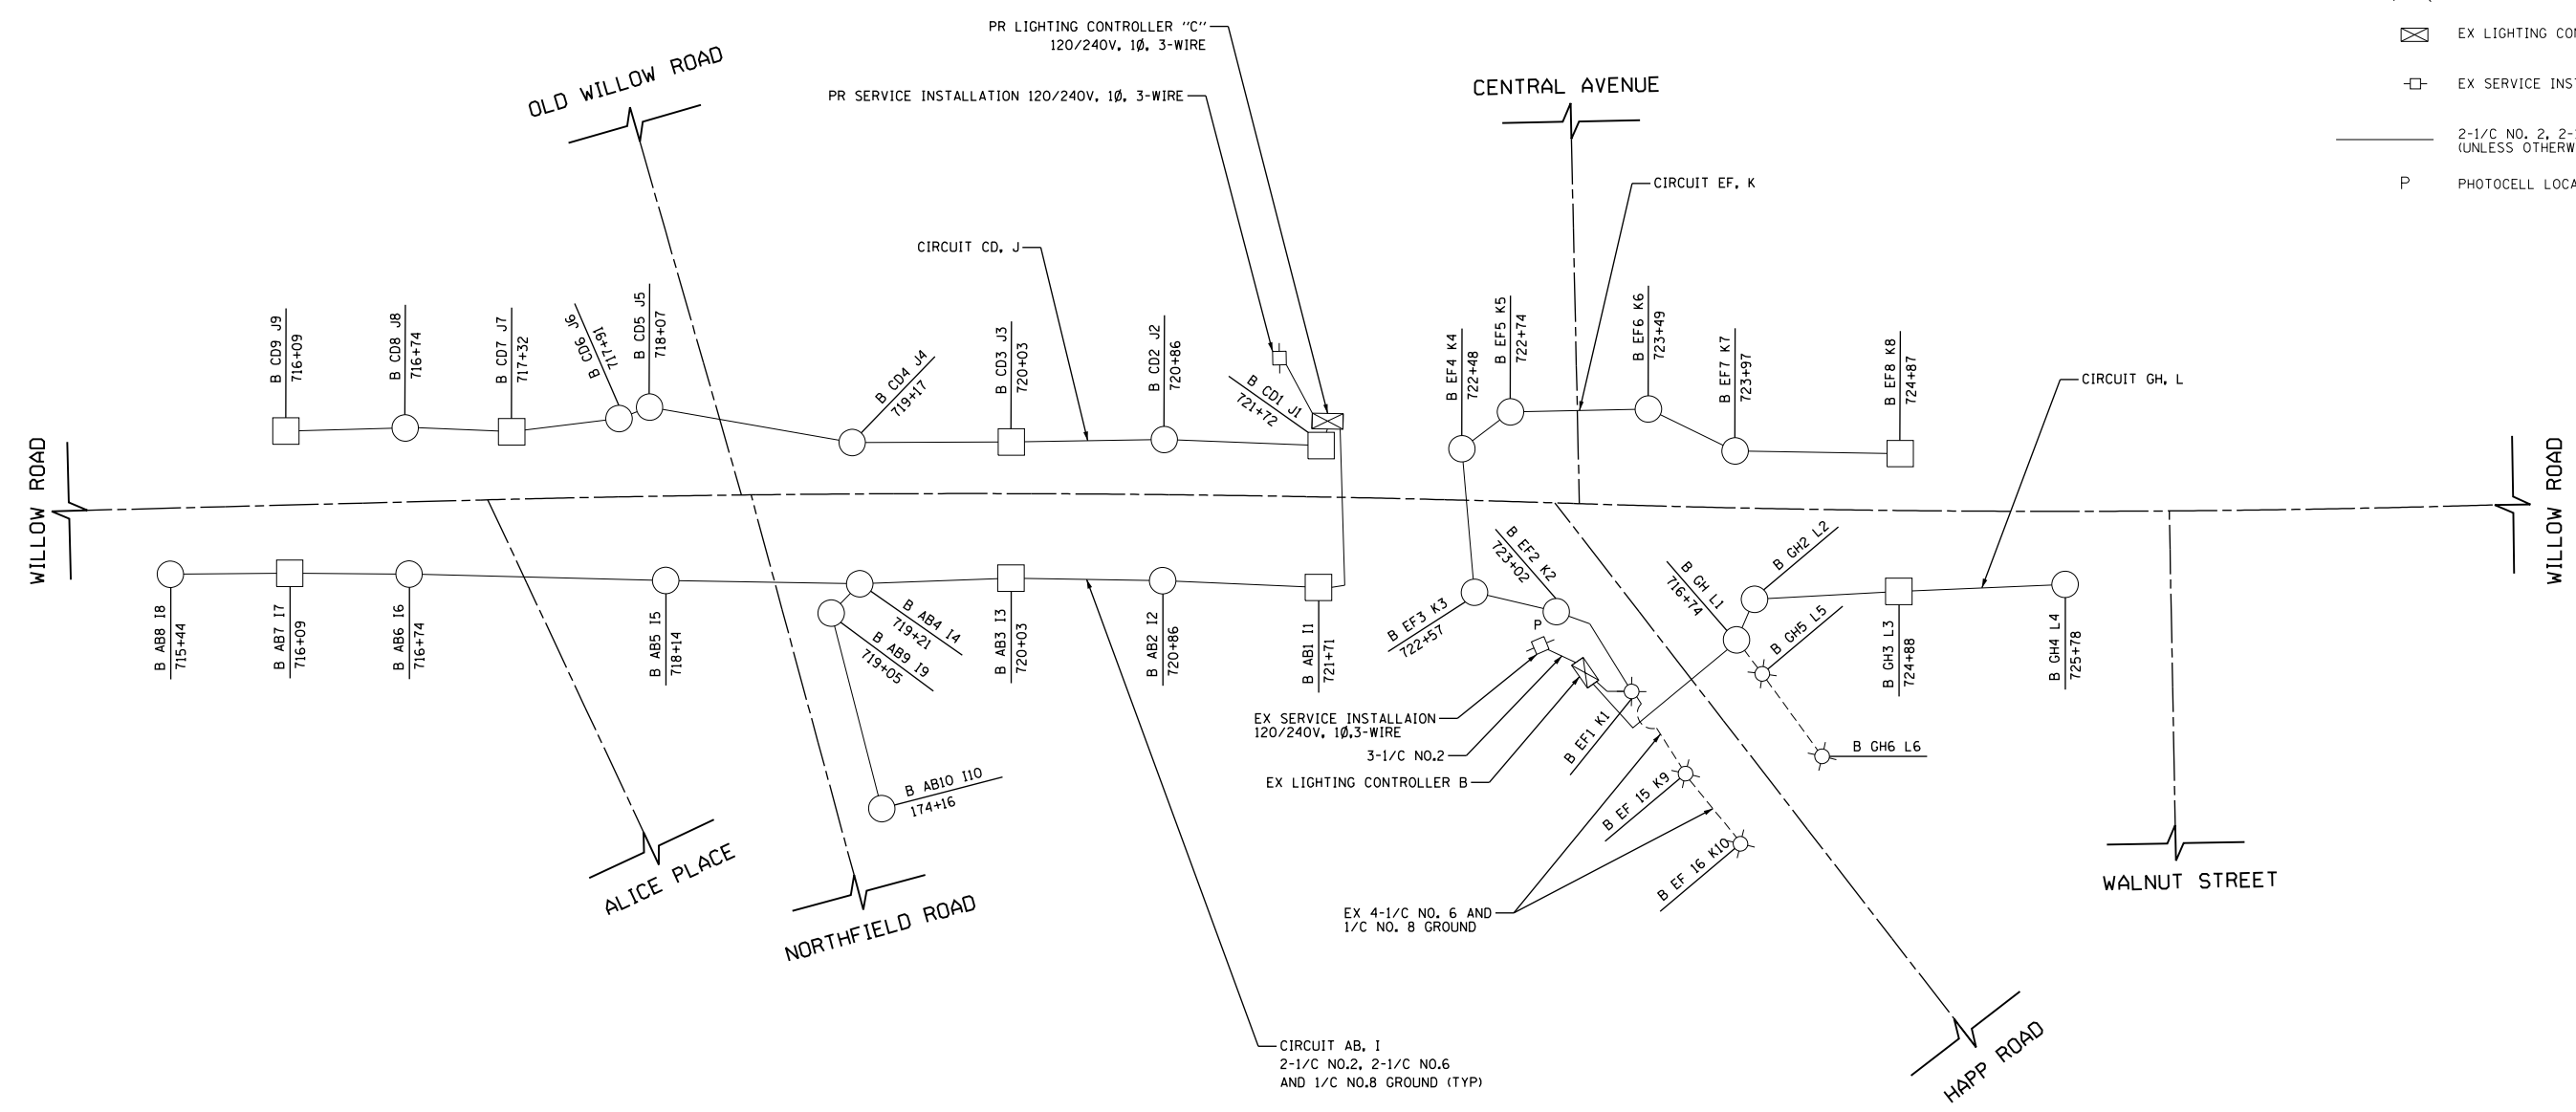 PR LIGHTING CONTROLLER "C"
120/240V, 1Ø, 3-WIRE
EX LIGHTING CO
OLD WILLOW ROAD
CENTRAL AVENUE
EX SERVICE INS
PR SERVICE INSTALLATION 120/240V, 1Ø, 3-WIRE
2-1/C NO. 2, 2-
(UNLESS OTHERW
CIRCUIT EF, K
P
PHOTOCELL LOCA
CIRCUIT CD, J
B CD9 J9
716+09
B CD8 J8
716+74
B CD7 J7
717+32
B CD6 J6
717+91
B CD5 J5
718+07
B CD4 J4
719+17
B CD3 J3
720+03
B CD2 J2
720+86
B CD1 J1
721+72
B EF4 K4
722+48
B EF5 K5
722+74
B EF6 K6
723+49
B EF7 K7
723+97
B EF8 K8
724+87
CIRCUIT GH, L
WILLOW ROAD
WILLOW ROAD
B AB8 I8
715+44
B AB7 I7
716+09
B AB6 I6
716+74
B AB5 I5
718+14
B AB4 I4
719+21
B AB9 I9
719+05
B AB3 I3
720+03
B AB2 I2
720+86
B AB1 I1
721+71
B EF3 K3
722+57
B EF2 K2
723+02
P
B GH L1
716+74
B GH2 L2
B GH5 L5
B GH3 L3
724+88
B GH4 L4
725+78
EX SERVICE INSTALLAION
120/240V, 1Ø,3-WIRE
3-1/C NO.2
EX LIGHTING CONTROLLER B
B EF1 K1
B GH6 L6
B AB10 I10
174+16
B EF 15 K9
B EF 16 K10
ALICE PLACE
NORTHFIELD ROAD
WALNUT STREET
EX 4-1/C NO. 6 AND
1/C NO. 8 GROUND
CIRCUIT AB, I
2-1/C NO.2, 2-1/C NO.6
AND 1/C NO.8 GROUND (TYP)
HAPP ROAD